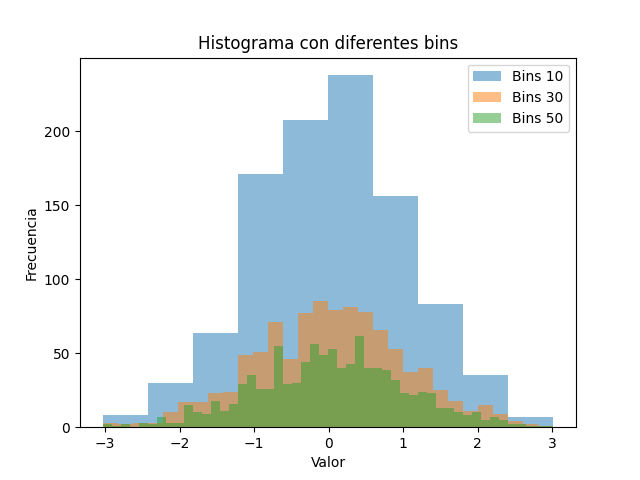 Histograma con diferentes bins
Bins 10
Bins 30
Bins 50
Frecuencia
200
150
100
50
0
−3
−2
−1
0
1
2
3
Valor